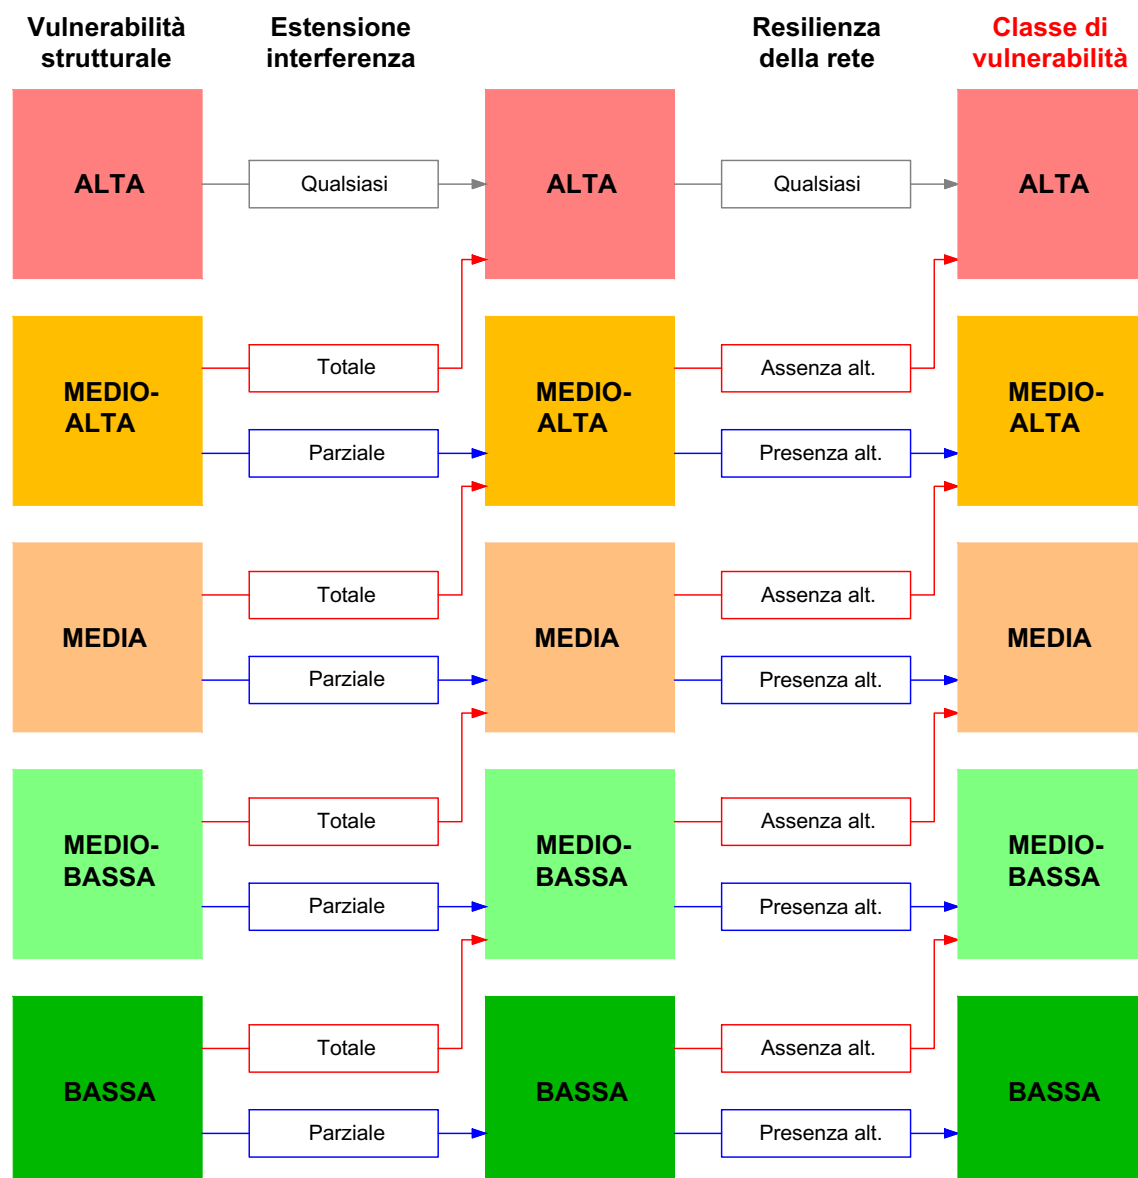 Vulnerabilità
strutturale
Estensione
interferenza
Resilienza
della rete
Classe di
vulnerabilità
ALTA
Qualsiasi
ALTA
Qualsiasi
ALTA
MEDIO-
ALTA
Totale
Parziale
MEDIO-
ALTA
Assenza alt.
Presenza alt.
MEDIO-
ALTA
MEDIA
Totale
Parziale
MEDIA
Assenza alt.
Presenza alt.
MEDIA
MEDIO-
BASSA
Totale
Parziale
MEDIO-
BASSA
Assenza alt.
Presenza alt.
MEDIO-
BASSA
BASSA
Totale
Parziale
BASSA
Assenza alt.
Presenza alt.
BASSA